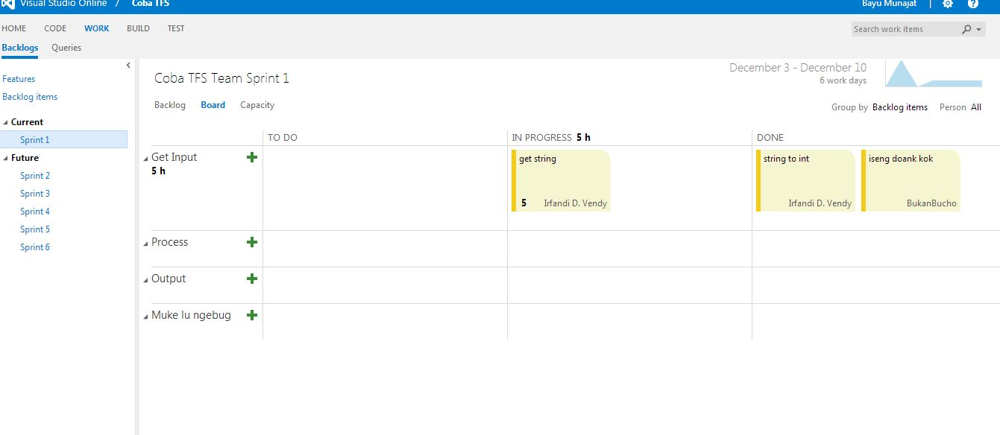 Visual Studio Online / Coba TFS
Bayu Munajat |
HOME CODE WORK BUILD TEST
Search work items
Backlogs Queries
Features
Backlog items
Current
Sprint 1
Future
Sprint 2
Sprint 3
Sprint 4
Sprint 5
Sprint 6
Coba TFS Team Sprint 1
December 3 - December 10
6 work days
Backlog Board Capacity
Group by Backlog items Person All
TO DO
IN PROGRESS 5 h
DONE
Get Input
5 h
get string
5 Irfandi D. Vendy
string to int
Irfandi D. Vendy
iseng doank kok
BukanBucho
Process
Output
Muke lu ngebug